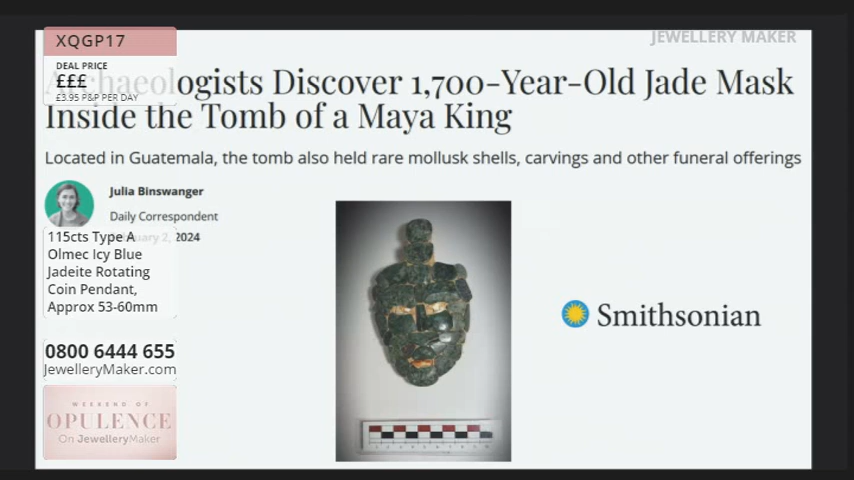 XQGP17
JEWELLERY MAKER
DEAL PRICE
£££
£3.95 P&P PER DAY
Archaeologists Discover 1,700-Year-Old Jade Mask
Inside the Tomb of a Maya King
Located in Guatemala, the tomb also held rare mollusk shells, carvings and other funeral offerings
Julia Binswanger
Daily Correspondent
February 2, 2024
115cts Type A
Olmec Icy Blue
Jadeite Rotating
Coin Pendant,
Approx 53-60mm
Smithsonian
0800 6444 655
JewelleryMaker.com
WEEKEND OF
OPULENCE
On JewelleryMaker